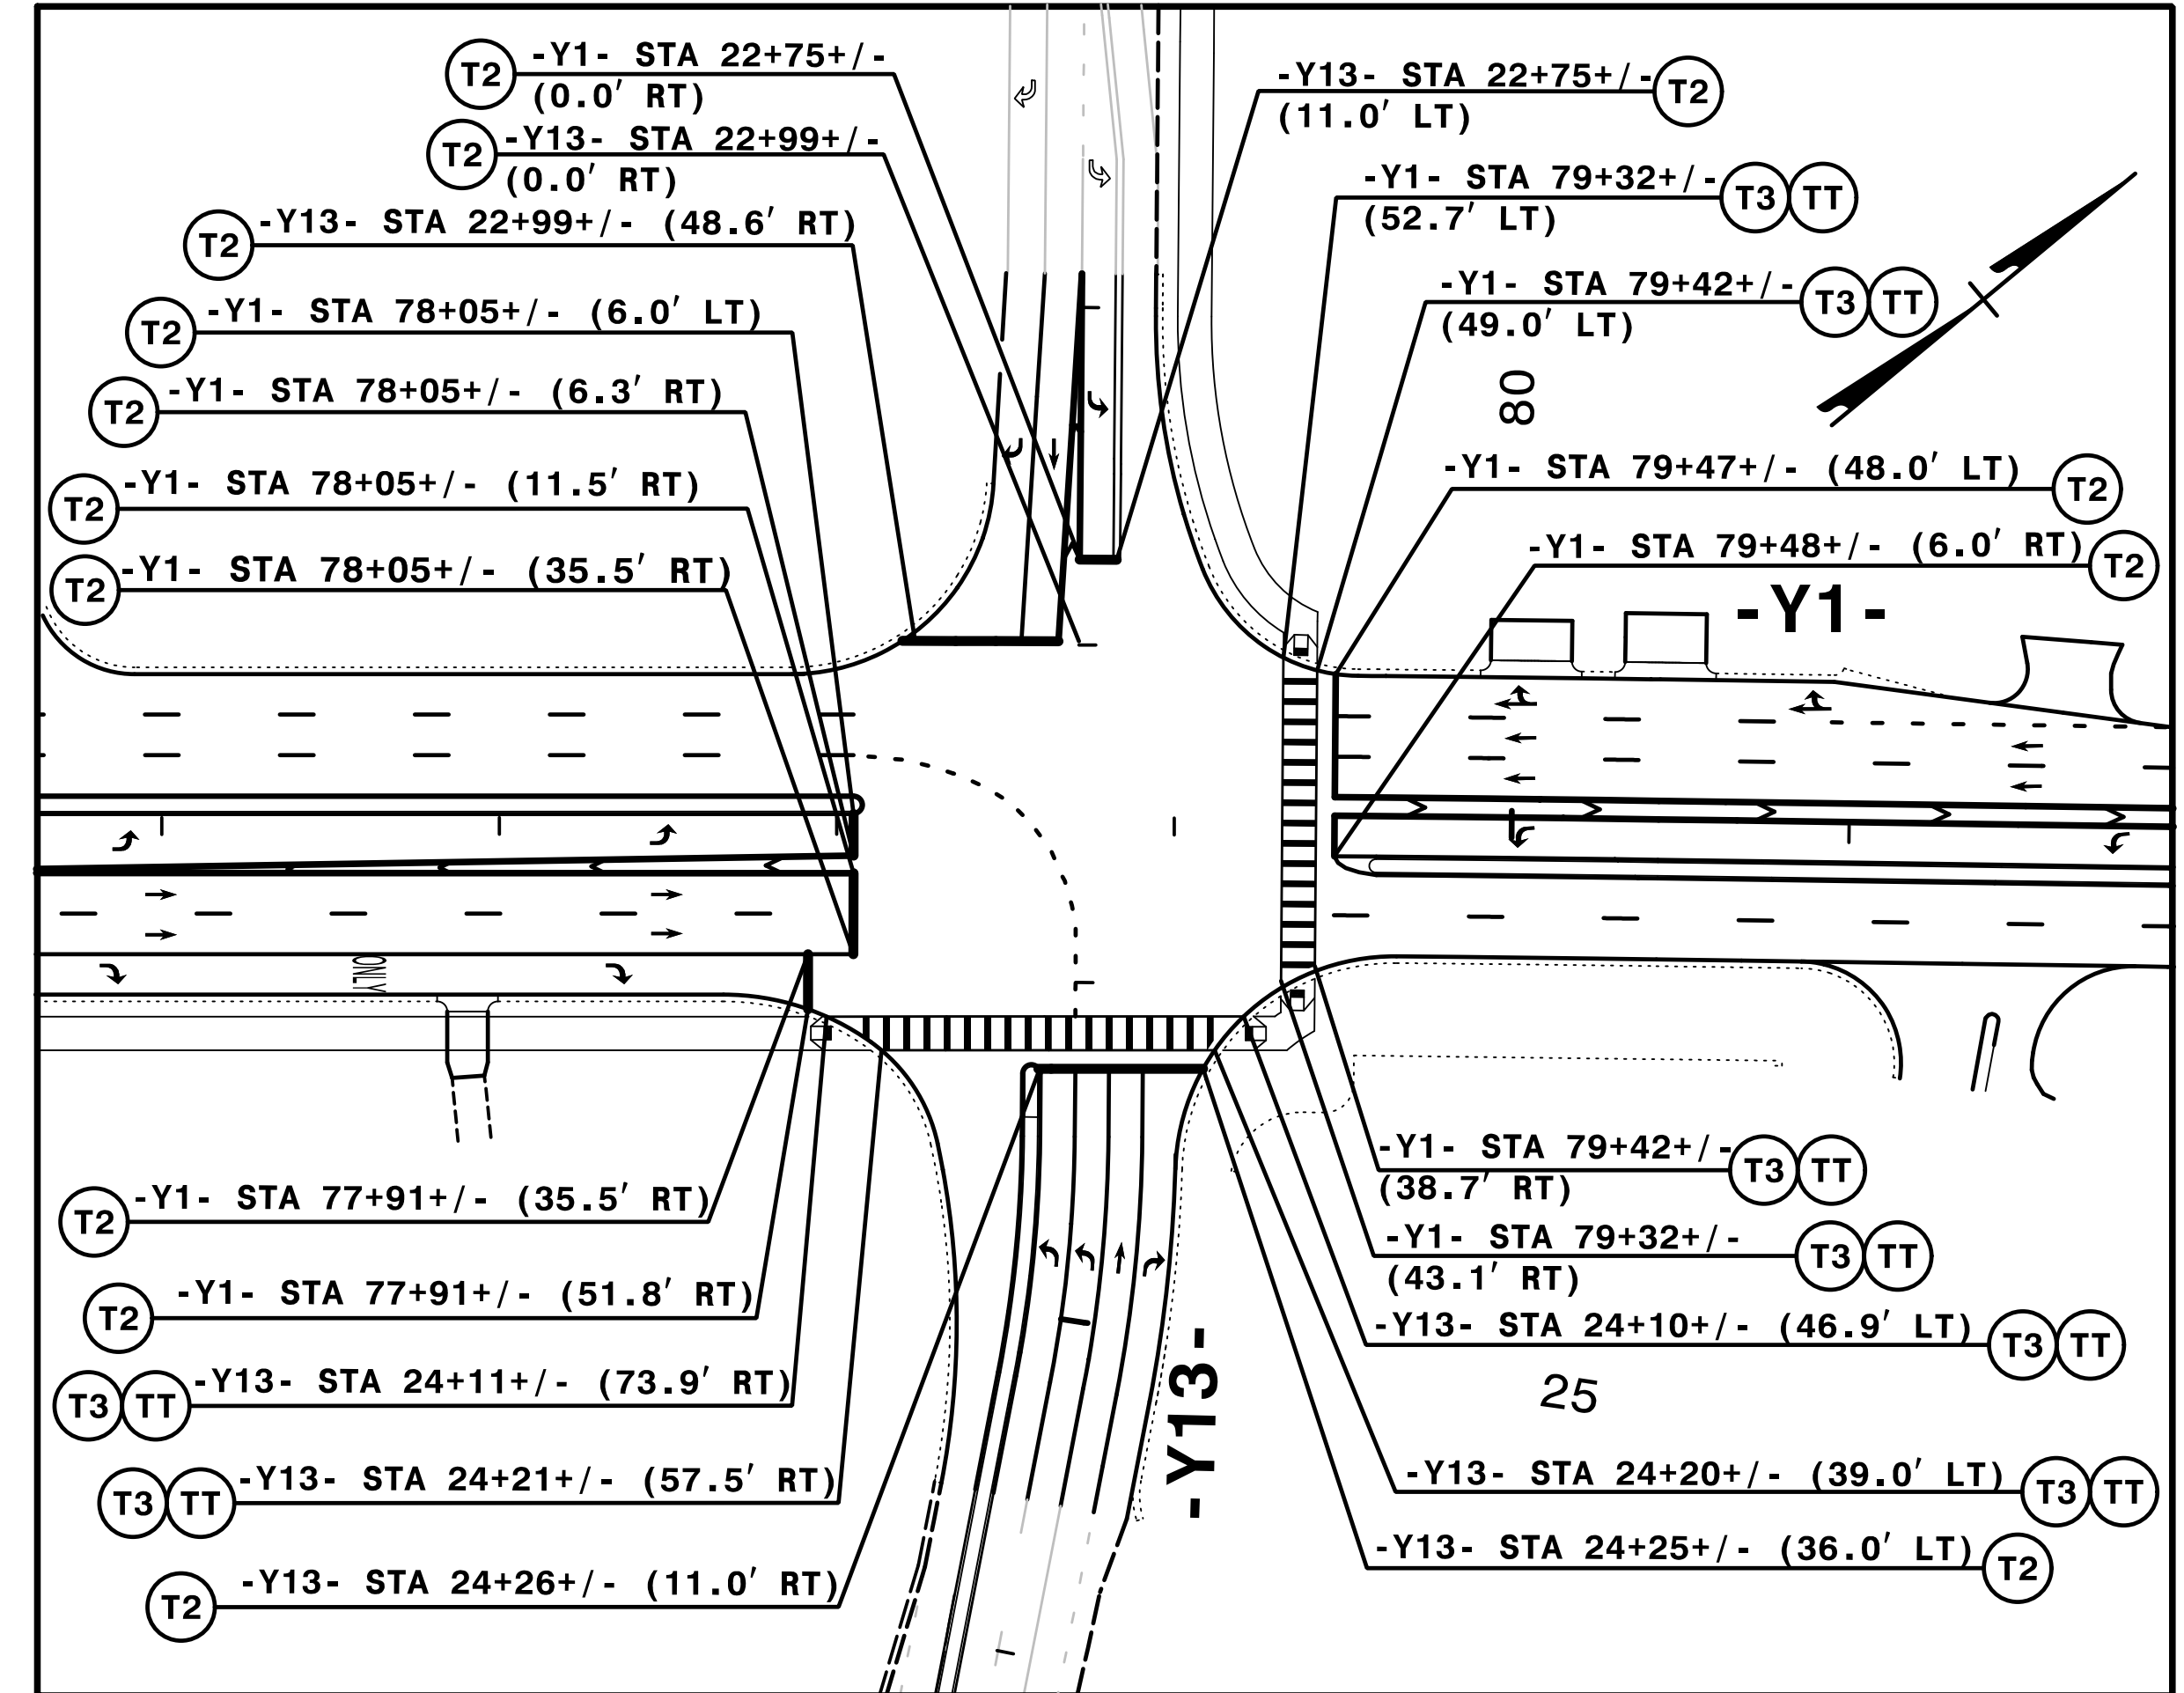 T2 -Y1- STA 22+75+/-
(0.0' RT)
T2 -Y13- STA 22+99+/-
(0.0' RT)
T2 -Y13- STA 22+99+/- (48.6' RT)
T2 -Y1- STA 78+05+/- (6.0' LT)
T2 -Y1- STA 78+05+/- (6.3' RT)
T2 -Y1- STA 78+05+/- (11.5' RT)
T2 -Y1- STA 78+05+/- (35.5' RT)
-Y13- STA 22+75+/- T2
(11.0' LT)
-Y1- STA 79+32+/- T3 TT
(52.7' LT)
-Y1- STA 79+42+/- T3 TT
(49.0' LT)
80
-Y1- STA 79+47+/- (48.0' LT) T2
-Y1- STA 79+48+/- (6.0' RT) T2
-Y1-
ONLY
T2 -Y1- STA 77+91+/- (35.5' RT)
T2 -Y1- STA 77+91+/- (51.8' RT)
T3 TT -Y13- STA 24+11+/- (73.9' RT)
T3 TT -Y13- STA 24+21+/- (57.5' RT)
T2 -Y13- STA 24+26+/- (11.0' RT)
-Y13-
-Y1- STA 79+42+/- T3 TT
(38.7' RT)
-Y1- STA 79+32+/- T3 TT
(43.1' RT)
-Y13- STA 24+10+/- (46.9' LT) T3 TT
25
-Y13- STA 24+20+/- (39.0' LT) T3 TT
-Y13- STA 24+25+/- (36.0' LT) T2